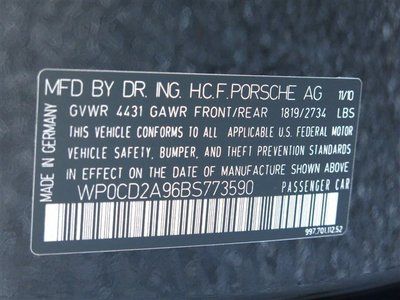 MFD BY DR. ING. H.C.F. PORSCHE AG 11/10
GVWR 4431 GAWR FRONT/REAR 1819/2734 LBS
THIS VEHICLE CONFORMS TO ALL APPLICABLE U.S. FEDERAL MOTOR
VEHICLE SAFETY, BUMPER, AND THEFT PREVENTION STANDARDS
IN EFFECT ON THE DATE OF MANUFACTURE SHOWN ABOVE
WP0CD2A96BS773590 PASSENGER CAR
997.701.112.52
MADE IN GERMANY